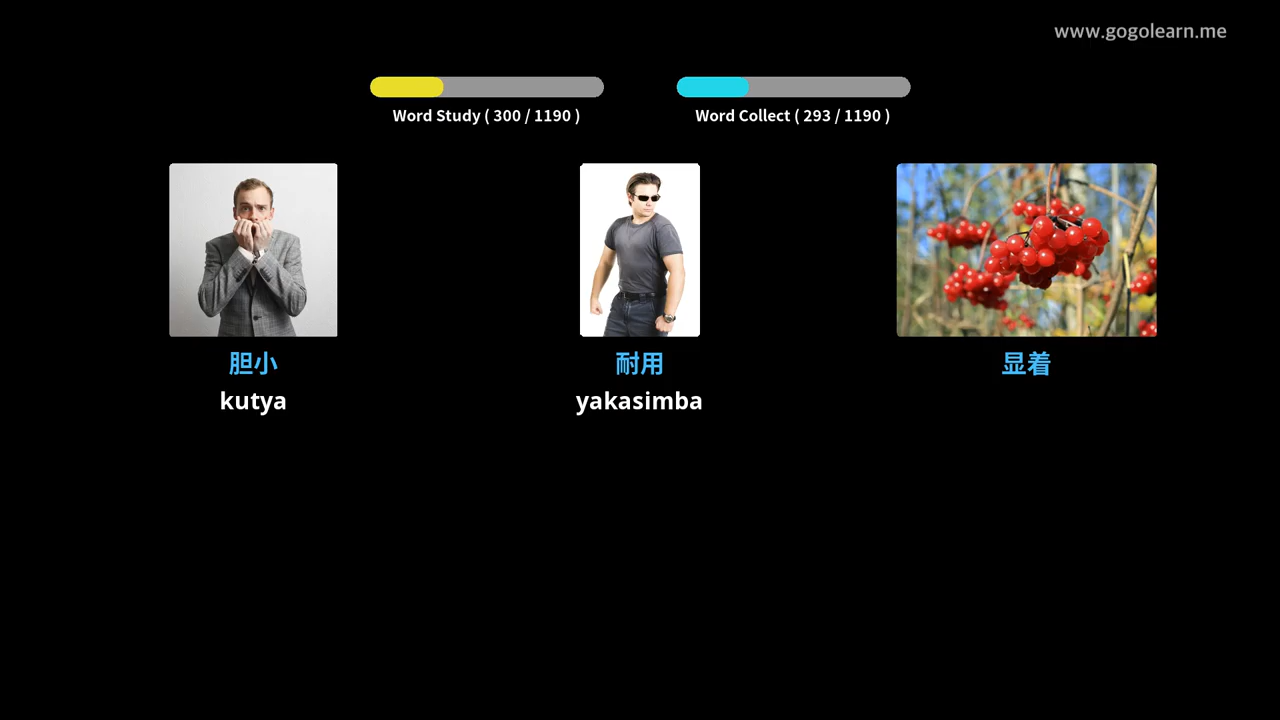 www.gogolearn.me
Word Study ( 300 / 1190 )
Word Collect ( 293 / 1190 )
胆小
耐用
显着
kutya
yakasimba